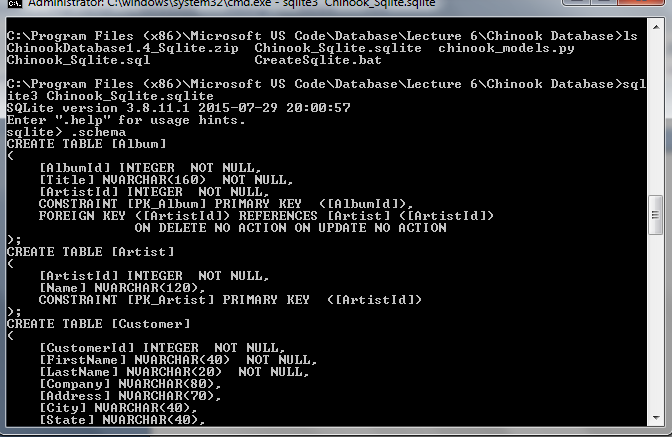 Administrator: C:\windows\system32\cmd.exe - sqlite3 Chinook_Sqlite.sqlite
C:\Program Files (x86)\Microsoft VS Code\Database\Lecture 6\Chinook Database>ls
ChinookDatabase1.4_Sqlite.zip  Chinook_Sqlite.sqlite  chinook_models.py
Chinook_Sqlite.sql             CreateSqlite.bat
C:\Program Files (x86)\Microsoft VS Code\Database\Lecture 6\Chinook Database>sql
ite3 Chinook_Sqlite.sqlite
SQLite version 3.8.11.1 2015-07-29 20:00:57
Enter ".help" for usage hints.
sqlite> .schema
CREATE TABLE [Album]
(
    [AlbumId] INTEGER  NOT NULL,
    [Title] NVARCHAR(160)  NOT NULL,
    [ArtistId] INTEGER  NOT NULL,
    CONSTRAINT [PK_Album] PRIMARY KEY  ([AlbumId]),
    FOREIGN KEY ([ArtistId]) REFERENCES [Artist] ([ArtistId])
                ON DELETE NO ACTION ON UPDATE NO ACTION
);
CREATE TABLE [Artist]
(
    [ArtistId] INTEGER  NOT NULL,
    [Name] NVARCHAR(120),
    CONSTRAINT [PK_Artist] PRIMARY KEY  ([ArtistId])
);
CREATE TABLE [Customer]
(
    [CustomerId] INTEGER  NOT NULL,
    [FirstName] NVARCHAR(40)  NOT NULL,
    [LastName] NVARCHAR(20)  NOT NULL,
    [Company] NVARCHAR(80),
    [Address] NVARCHAR(70),
    [City] NVARCHAR(40),
    [State] NVARCHAR(40),